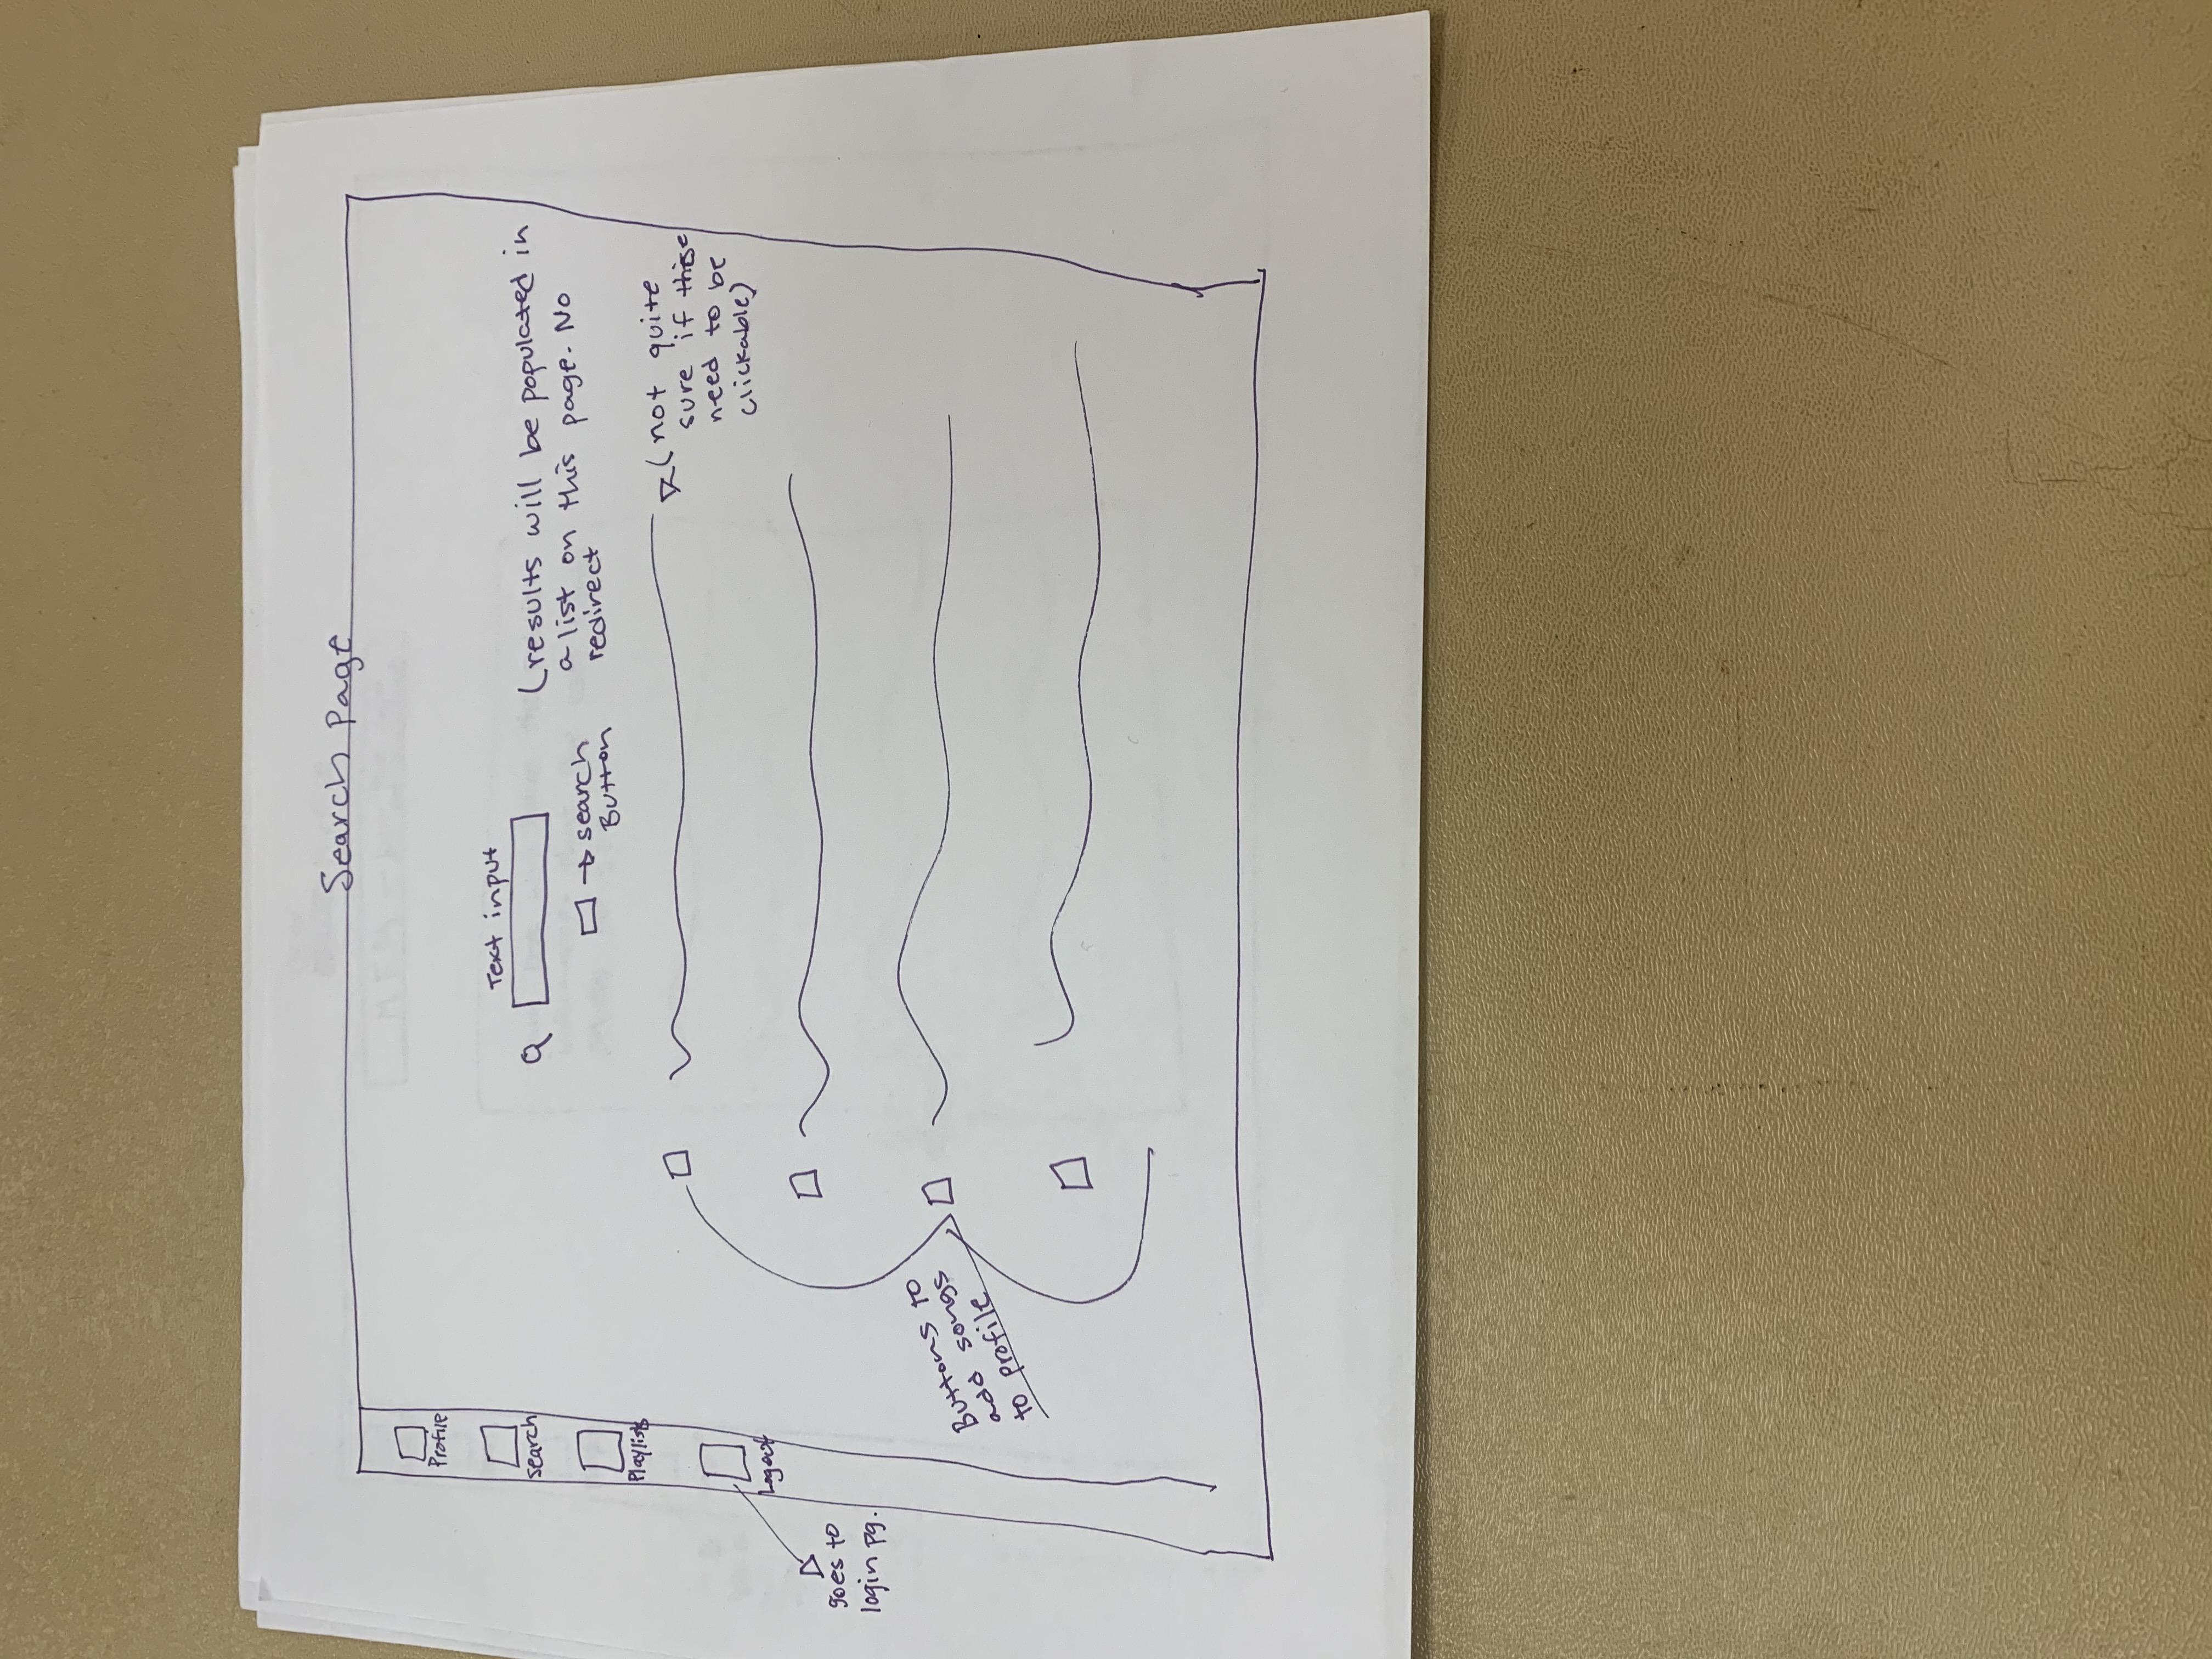 Search Page
Profile
search
Playlists
Logout
goes to
login pg.
Text input
search
Button
(results will be populated in
a list on this page. No
redirect
(not quite
sure if these
need to be
clickable)
Buttons to
add songs
to profile